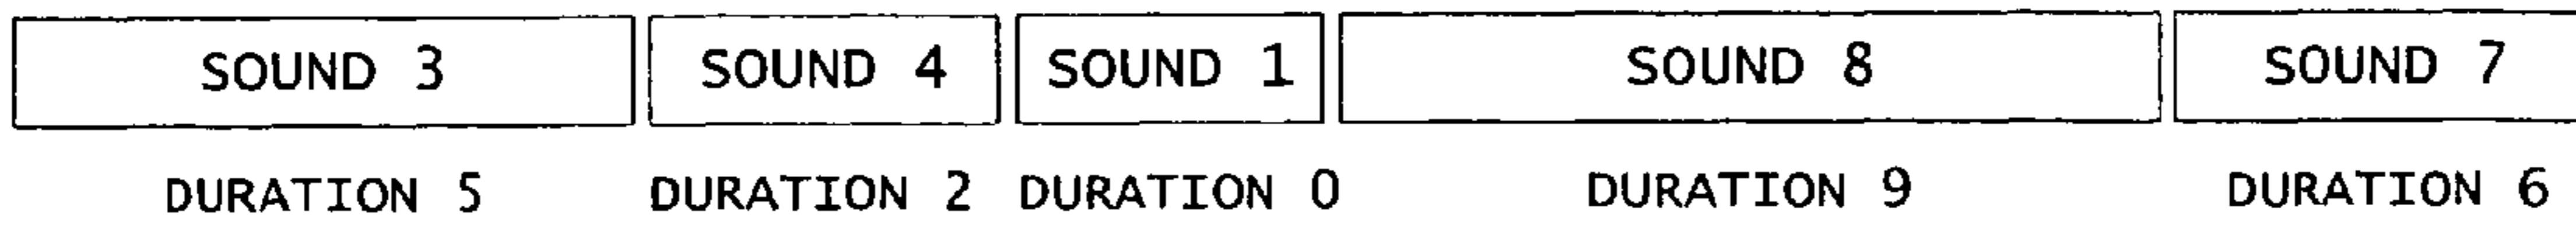 SOUND 3 SOUND 4 SOUND 1 SOUND 8 SOUND 7
DURATION 5 DURATION 2 DURATION 0 DURATION 9 DURATION 6